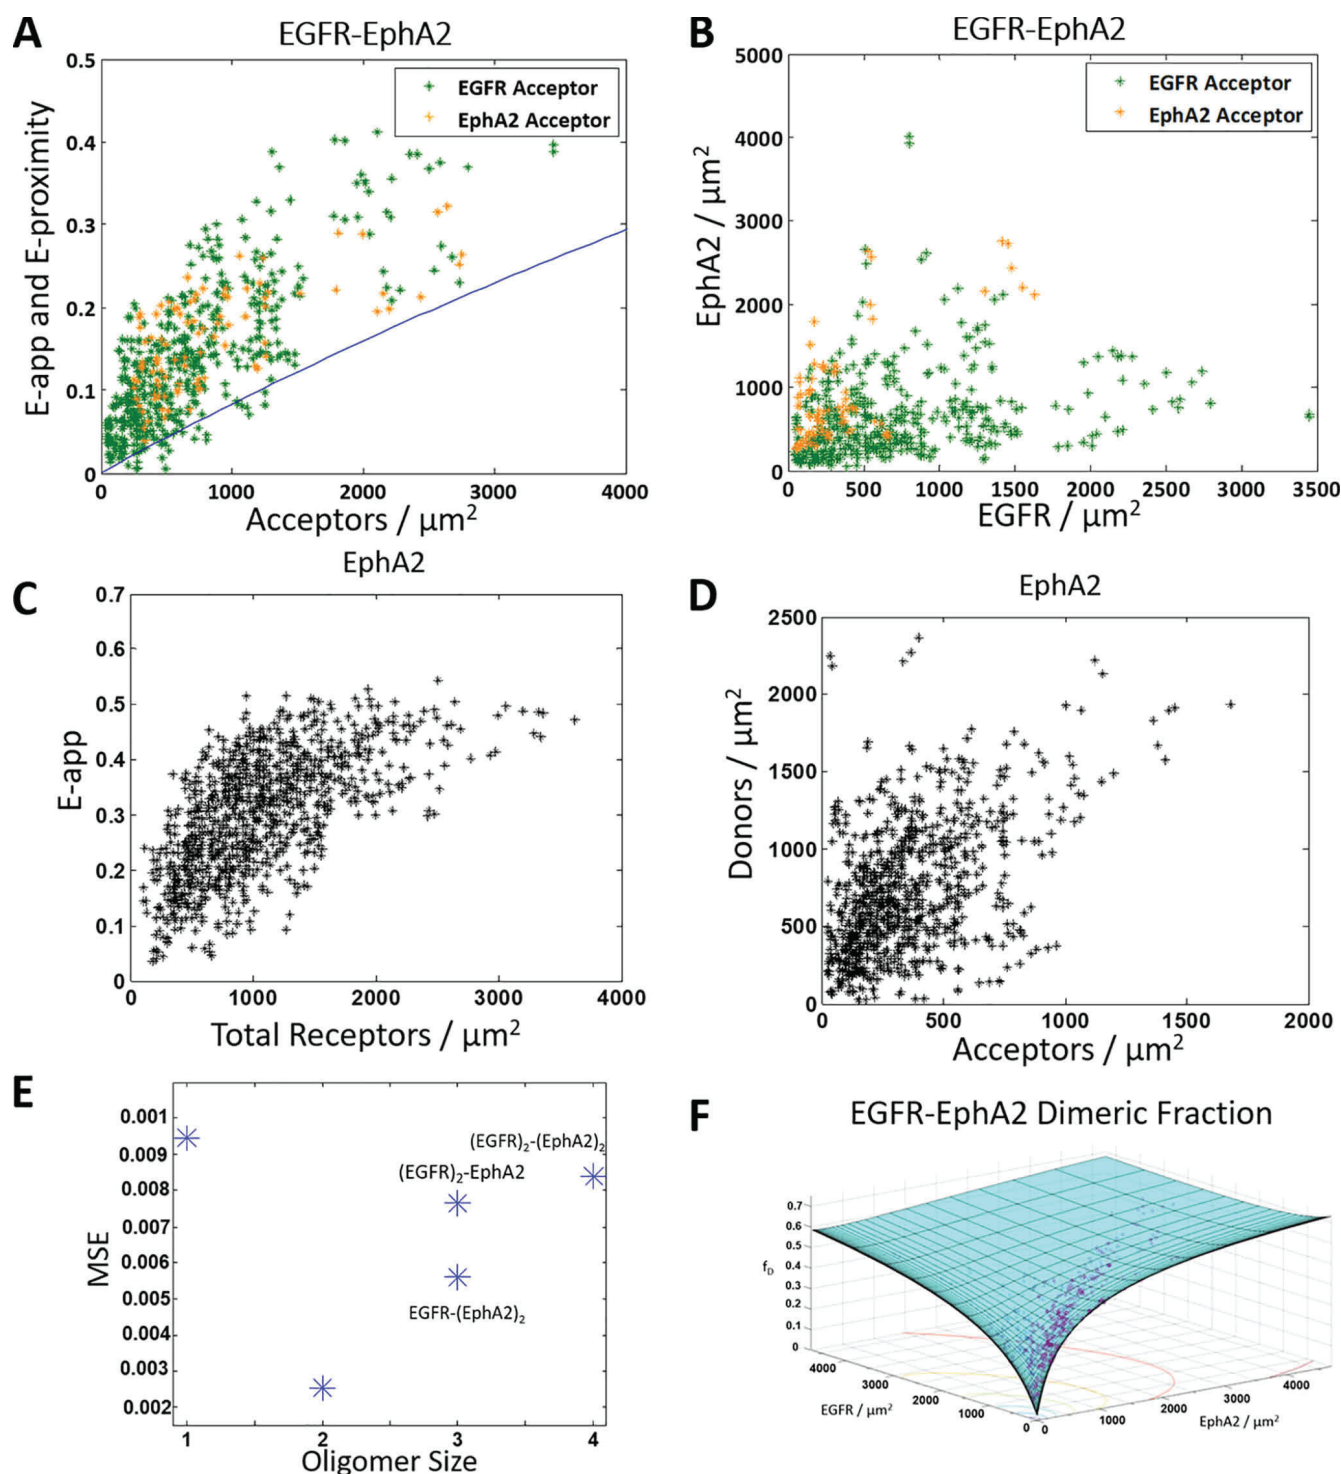 A
EGFR-EphA2
E-app and E-proximity
0.5
0.4
0.3
0.2
0.1
0
EGFR Acceptor
EphA2 Acceptor
0 1000 2000 3000 4000
Acceptors / μm²
B
EGFR-EphA2
EphA2 / μm²
5000
4000
3000
2000
1000
0
EGFR Acceptor
EphA2 Acceptor
0 500 1000 1500 2000 2500 3000 3500
EGFR / μm²
C
EphA2
E-app
0.7
0.6
0.5
0.4
0.3
0.2
0.1
0
0 1000 2000 3000 4000
Total Receptors / μm²
D
EphA2
Donors / μm²
2500
2000
1500
1000
500
0
0 500 1000 1500 2000
Acceptors / μm²
E
MSE
0.001
0.009
0.008
0.007
0.006
0.005
0.004
0.003
0.002
(EGFR)₂-(EphA2)₂
(EGFR)₂-EphA2
EGFR-(EphA2)₂
1 2 3 4
Oligomer Size
F
EGFR-EphA2 Dimeric Fraction
f_D
0.7
0.6
0.5
0.4
0.3
0.2
0.1
0
4000 3000 2000 1000 0
EGFR / μm²
0 1000 2000 3000 4000
EphA2 / μm²